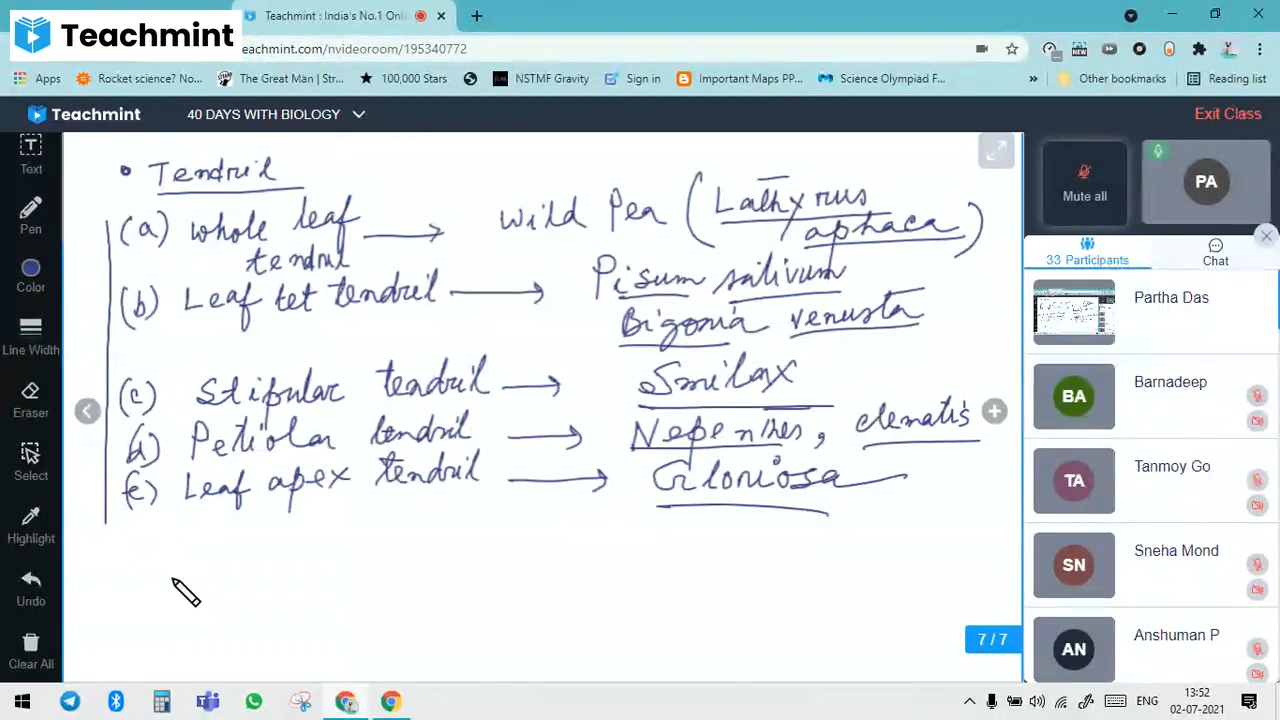 Teachmint : India's No.1 Onli
Teachmint
eachmint.com/nvideoroom/195340772
Apps
Rocket science? No...
The Great Man | Str...
100,000 Stars
NSTMF Gravity
Sign in
Important Maps PP...
Science Olympiad F...
»
Other bookmarks
Reading list
Teachmint
40 DAYS WITH BIOLOGY
Exit Class
Text
Pen
Color
Line Width
Eraser
Select
Highlight
Undo
Clear All
• Tendril
(a) whole leaf tendril → wild Pea (Lathyrus aphaca)
(b) Leaf let tendril → Pisum sativum
Bigonia venusta
(c) Stipular tendril → Smilax
(d) Petiolar tendril → Nepenthes, clematis
(e) Leaf apex tendril → Gloriosa
7 / 7
Mute all
PA
33 Participants
Chat
Partha Das
BA
Barnadeep
TA
Tanmoy Go
SN
Sneha Mond
AN
Anshuman P
ENG
13:52
02-07-2021